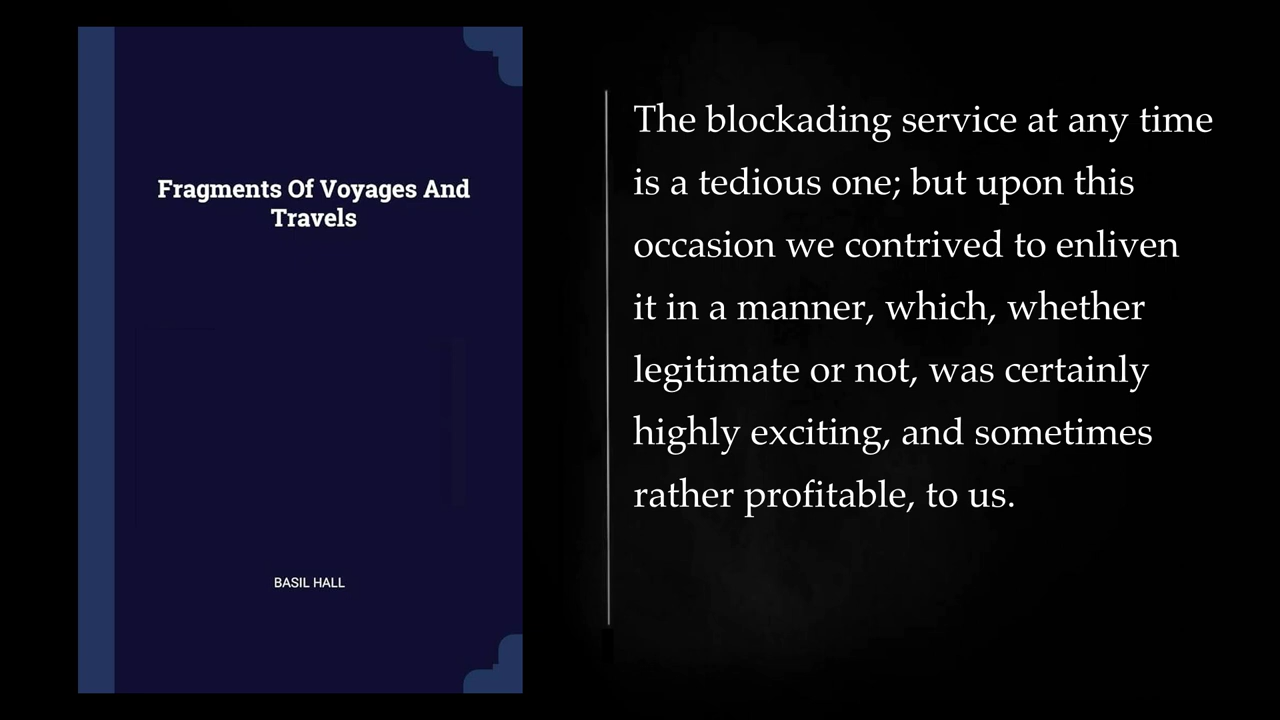 Fragments Of Voyages And
Travels
BASIL HALL
The blockading service at any time
is a tedious one; but upon this
occasion we contrived to enliven
it in a manner, which, whether
legitimate or not, was certainly
highly exciting, and sometimes
rather profitable, to us.